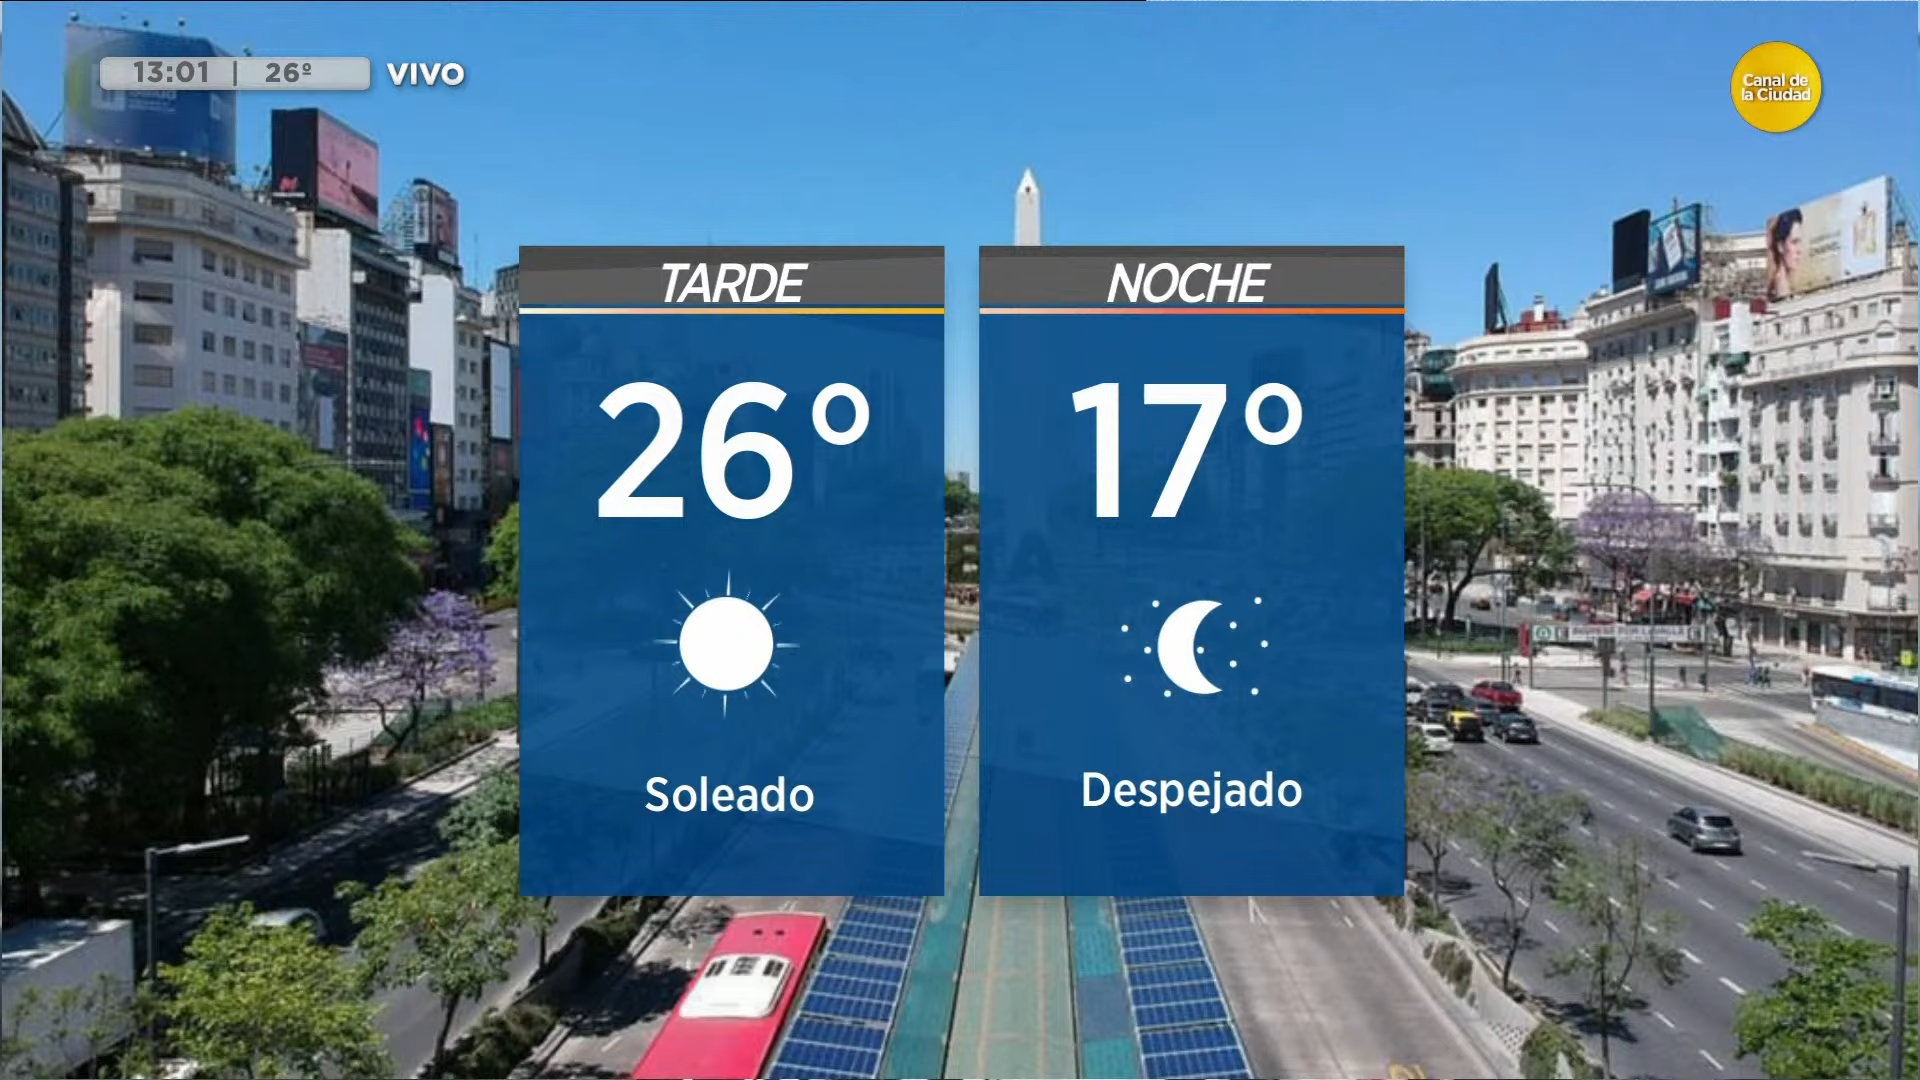 13:01 | 26º
VIVO
Canal de
la Ciudad
TARDE
NOCHE
26°
17°
Soleado
Despejado